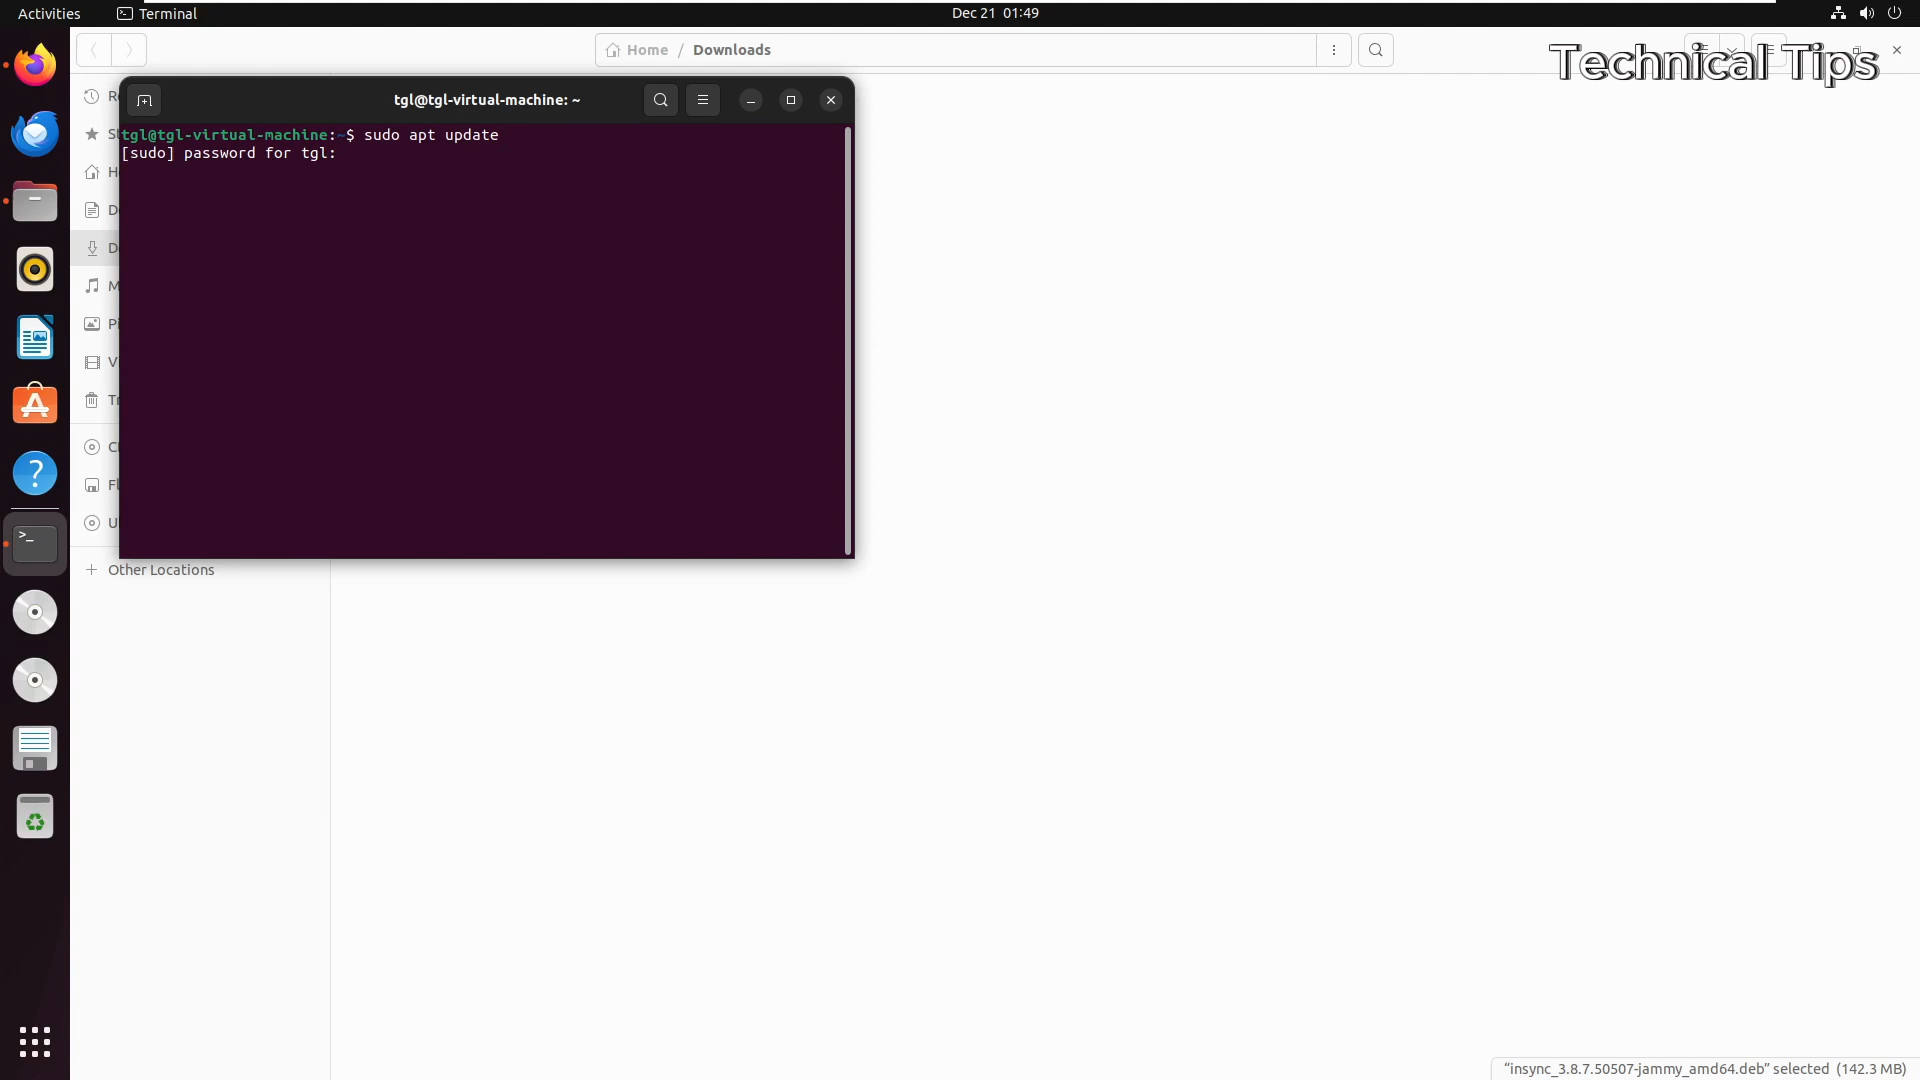 Activities
Terminal
Dec 21 01:49
Home / Downloads
Technical Tips
tgl@tgl-virtual-machine: ~
tgl@tgl-virtual-machine:~$ sudo apt update
[sudo] password for tgl:
Other Locations
"insync_3.8.7.50507-jammy_amd64.deb" selected (142.3 MB)